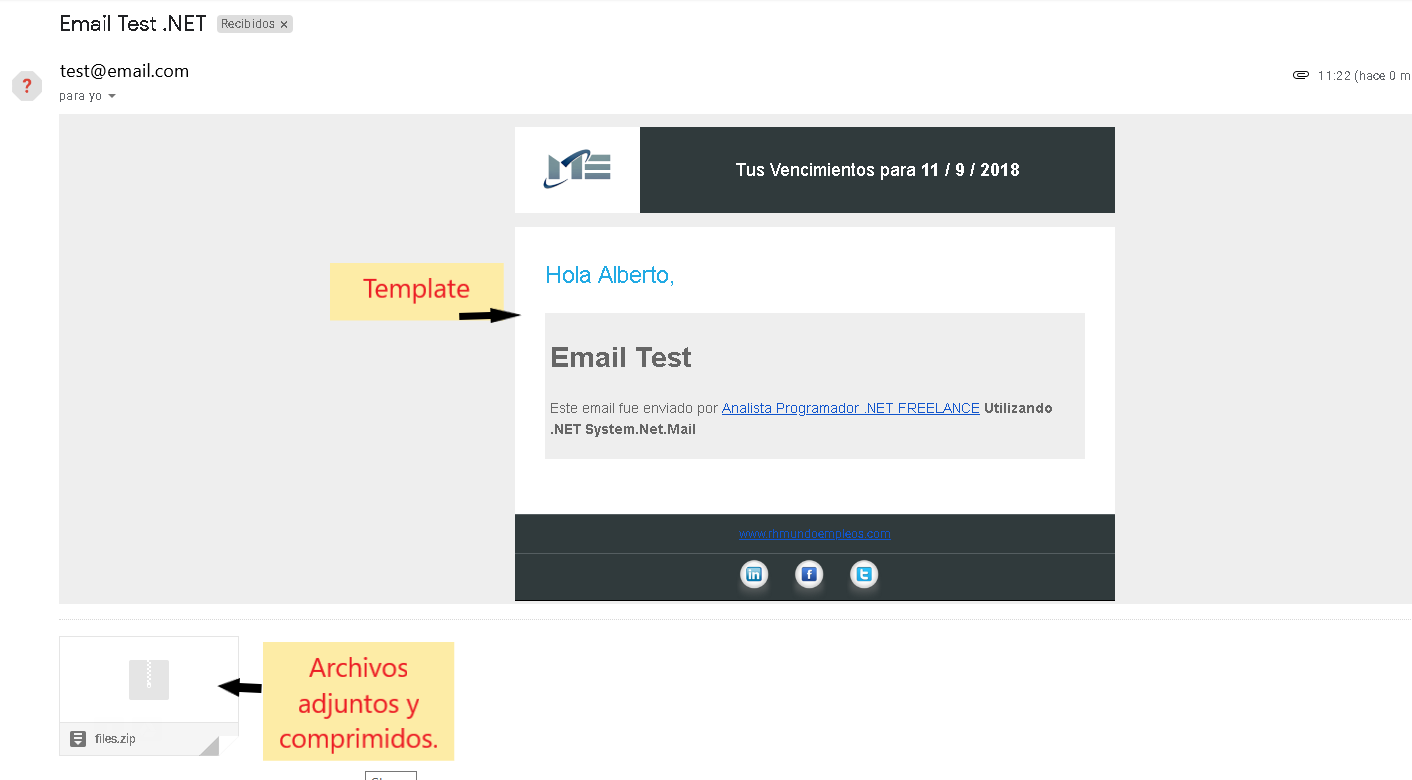 Email Test .NET Recibidos ×
test@email.com
11:22 (hace 0 m
para yo
ME
Tus Vencimientos para 11 / 9 / 2018
Hola Alberto,
Template
Email Test
Este email fue enviado por Analista Programador .NET FREELANCE Utilizando
.NET System.Net.Mail
www.rhmundoempleos.com
in f t
Archivos
adjuntos y
comprimidos.
files.zip